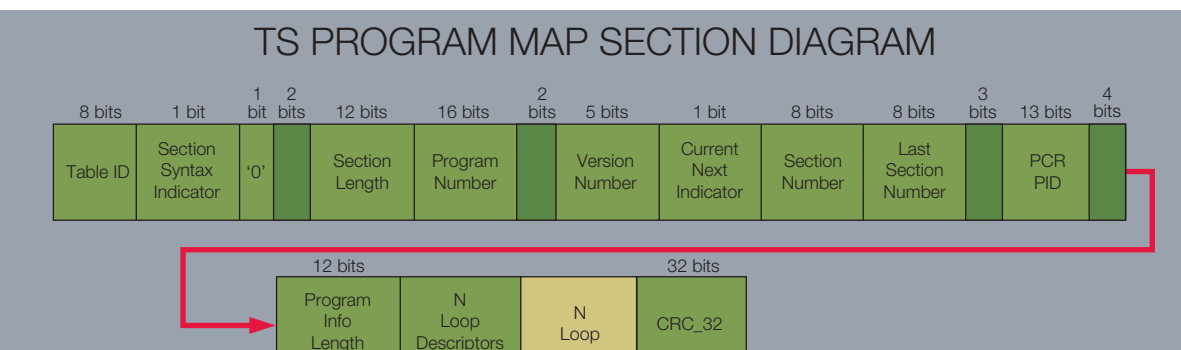 TS PROGRAM MAP SECTION DIAGRAM
8 bits
1 bit
1
bit
2
bits
12 bits
16 bits
2
bits
5 bits
1 bit
8 bits
8 bits
3
bits
13 bits
4
bits
Table ID
Section
Syntax
Indicator
'0'
Section
Length
Program
Number
Version
Number
Current
Next
Indicator
Section
Number
Last
Section
Number
PCR
PID
12 bits
32 bits
Program
Info
Length
N
Loop
Descriptors
N
Loop
CRC_32